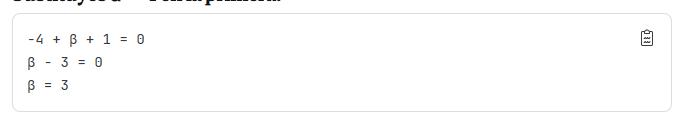 -4 + β + 1 = 0
β - 3 = 0
β = 3